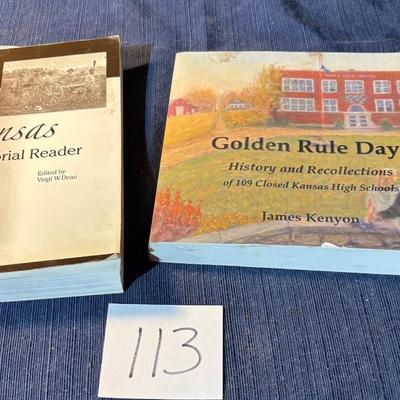 nsas
orial Reader
Edited by
Virgil W. Dean
Golden Rule Day
History and Recollections
of 109 Closed Kansas High Schools
James Kenyon
113